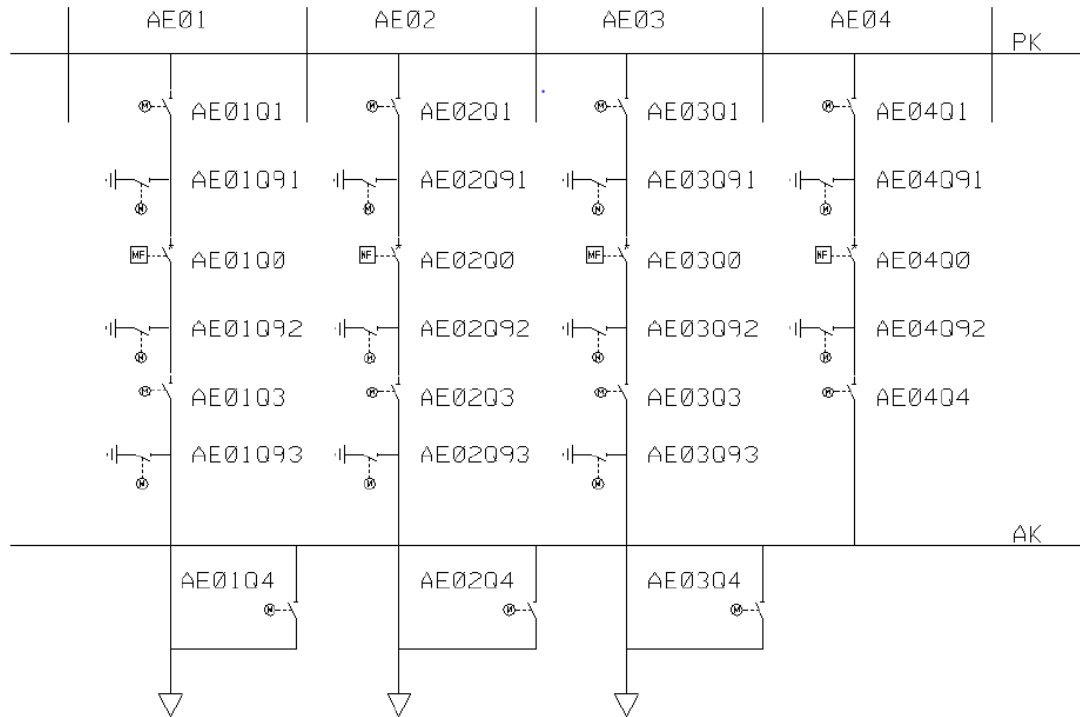 AE01 AE02 AE03 AE04
PK
M AE01Q1 M AE02Q1 M AE03Q1 M AE04Q1
M AE01Q91 M AE02Q91 M AE03Q91 M AE04Q91
MF AE01Q0 MF AE02Q0 MF AE03Q0 MF AE04Q0
M AE01Q92 M AE02Q92 M AE03Q92 M AE04Q92
M AE01Q3 M AE02Q3 M AE03Q3 M AE04Q4
M AE01Q93 M AE02Q93 M AE03Q93
AK
AE01Q4 M AE02Q4 M AE03Q4 M